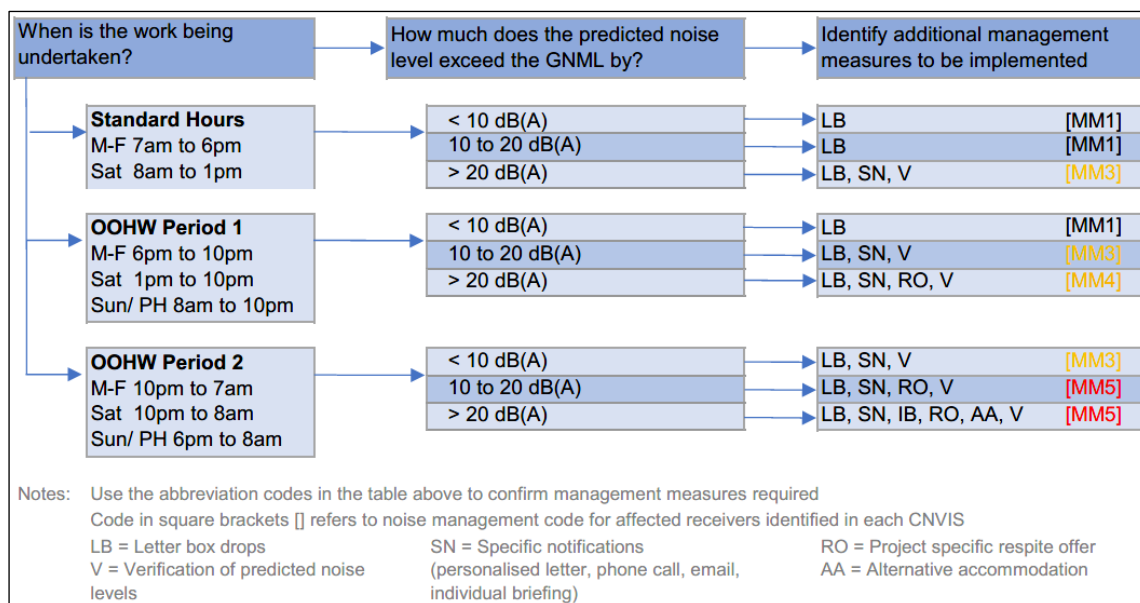 When is the work being
undertaken?
How much does the predicted noise
level exceed the GNML by?
Identify additional management
measures to be implemented
Standard Hours
M-F 7am to 6pm
Sat 8am to 1pm
< 10 dB(A)
LB [MM1]
10 to 20 dB(A)
LB [MM1]
> 20 dB(A)
LB, SN, V [MM3]
OOHW Period 1
M-F 6pm to 10pm
Sat 1pm to 10pm
Sun/ PH 8am to 10pm
< 10 dB(A)
LB [MM1]
10 to 20 dB(A)
LB, SN, V [MM3]
> 20 dB(A)
LB, SN, RO, V [MM4]
OOHW Period 2
M-F 10pm to 7am
Sat 10pm to 8am
Sun/ PH 6pm to 8am
< 10 dB(A)
LB, SN, V [MM3]
10 to 20 dB(A)
LB, SN, RO, V [MM5]
> 20 dB(A)
LB, SN, IB, RO, AA, V [MM5]
Notes: Use the abbreviation codes in the table above to confirm management measures required
Code in square brackets [] refers to noise management code for affected receivers identified in each CNVIS
LB = Letter box drops
V = Verification of predicted noise
levels
SN = Specific notifications
(personalised letter, phone call, email,
individual briefing)
RO = Project specific respite offer
AA = Alternative accommodation